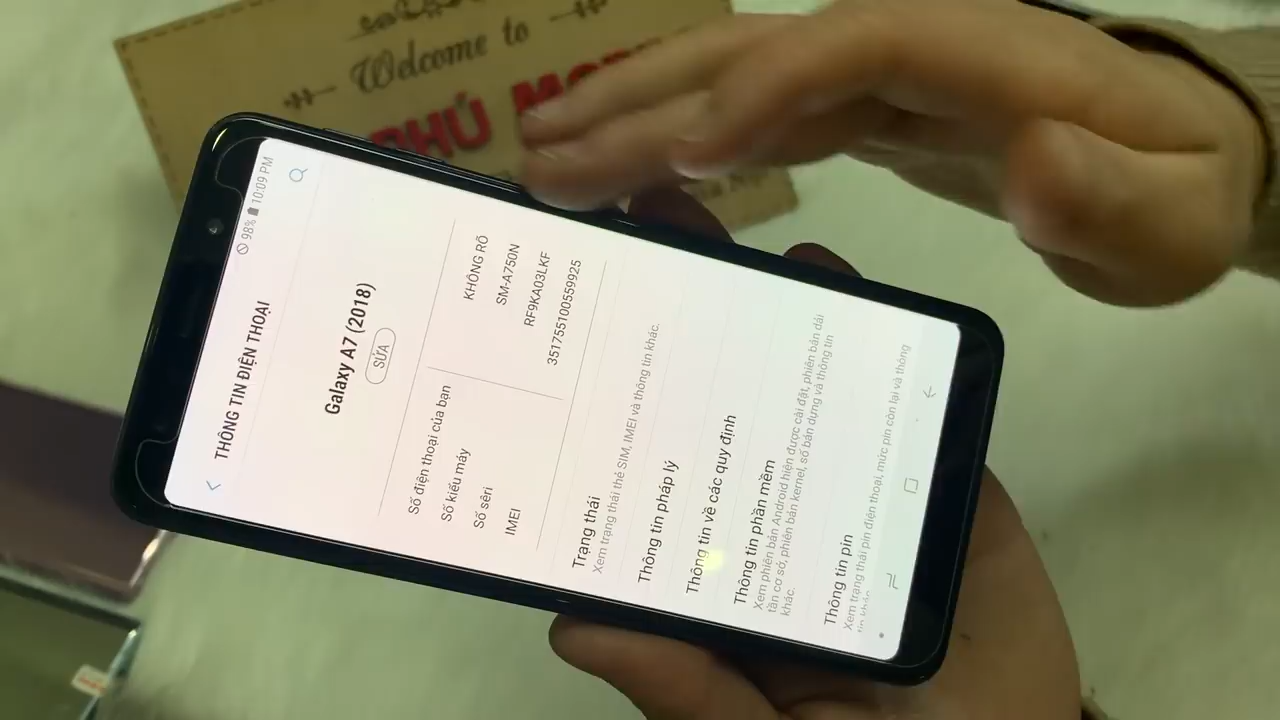 Welcome to
PHÚ
98% 10:09 PM
THÔNG TIN ĐIỆN THOẠI
Galaxy A7 (2018)
SỬA
Số điện thoại của bạn KHÔNG RÕ
Số kiểu máy SM-A750N
Số sêri RF9KA03LKF
IMEI 351755100559925
Trạng thái
Xem trạng thái thẻ SIM, IMEI và thông tin khác.
Thông tin pháp lý
Thông tin về các quy định
Thông tin phần mềm
Xem phiên bản Android hiện được cài đặt, phiên bản dải
tần cơ sở, phiên bản kernel, số bản dựng và thông tin
khác.
Thông tin pin
Xem trạng thái pin điện thoại, mức pin còn lại và thông
tin khác.